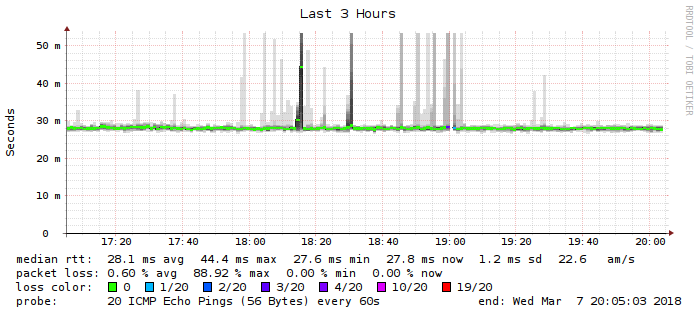 Last 3 Hours
RRDTOOL / TOBI OETIKER
Seconds
50 m
40 m
30 m
20 m
10 m
0
17:20 17:40 18:00 18:20 18:40 19:00 19:20 19:40 20:00
median rtt: 28.1 ms avg 44.4 ms max 27.6 ms min 27.8 ms now 1.2 ms sd 22.6 am/s
packet loss: 0.60 % avg 88.92 % max 0.00 % min 0.00 % now
loss color: 0 1/20 2/20 3/20 4/20 10/20 19/20
probe: 20 ICMP Echo Pings (56 Bytes) every 60s end: Wed Mar 7 20:05:03 2018